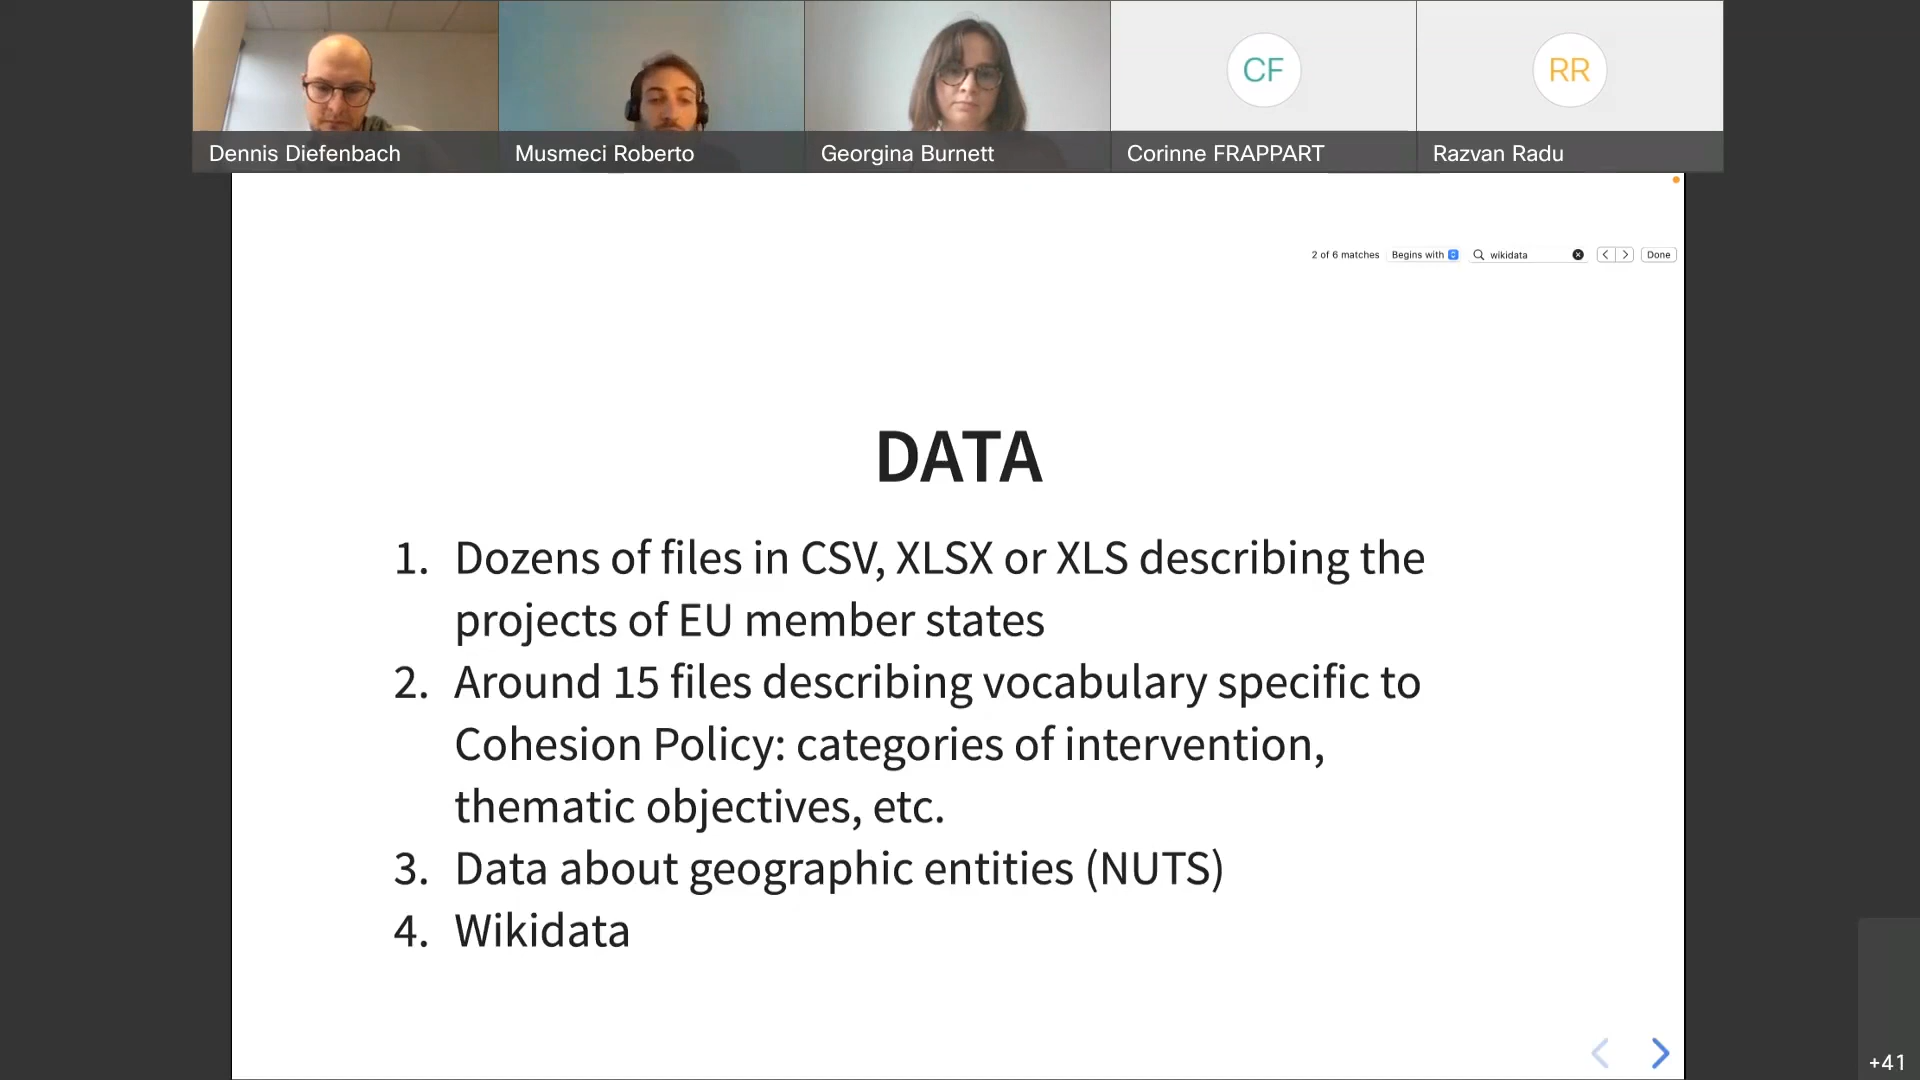 CF
RR
Dennis Diefenbach
Musmeci Roberto
Georgina Burnett
Corinne FRAPPART
Razvan Radu
2 of 6 matches Begins with wikidata Done
DATA
1. Dozens of files in CSV, XLSX or XLS describing the
projects of EU member states
2. Around 15 files describing vocabulary specific to
Cohesion Policy: categories of intervention,
thematic objectives, etc.
3. Data about geographic entities (NUTS)
4. Wikidata
+41